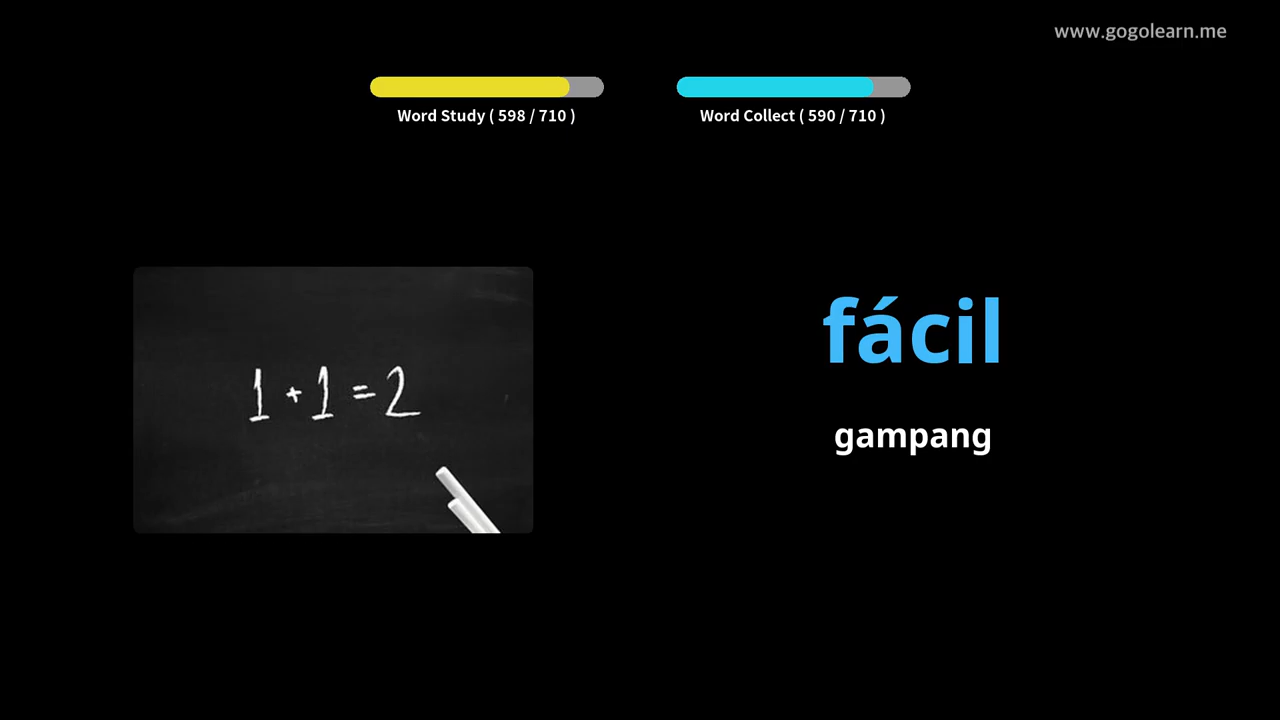 www.gogolearn.me
Word Study ( 598 / 710 )
Word Collect ( 590 / 710 )
1 + 1 = 2
fácil
gampang